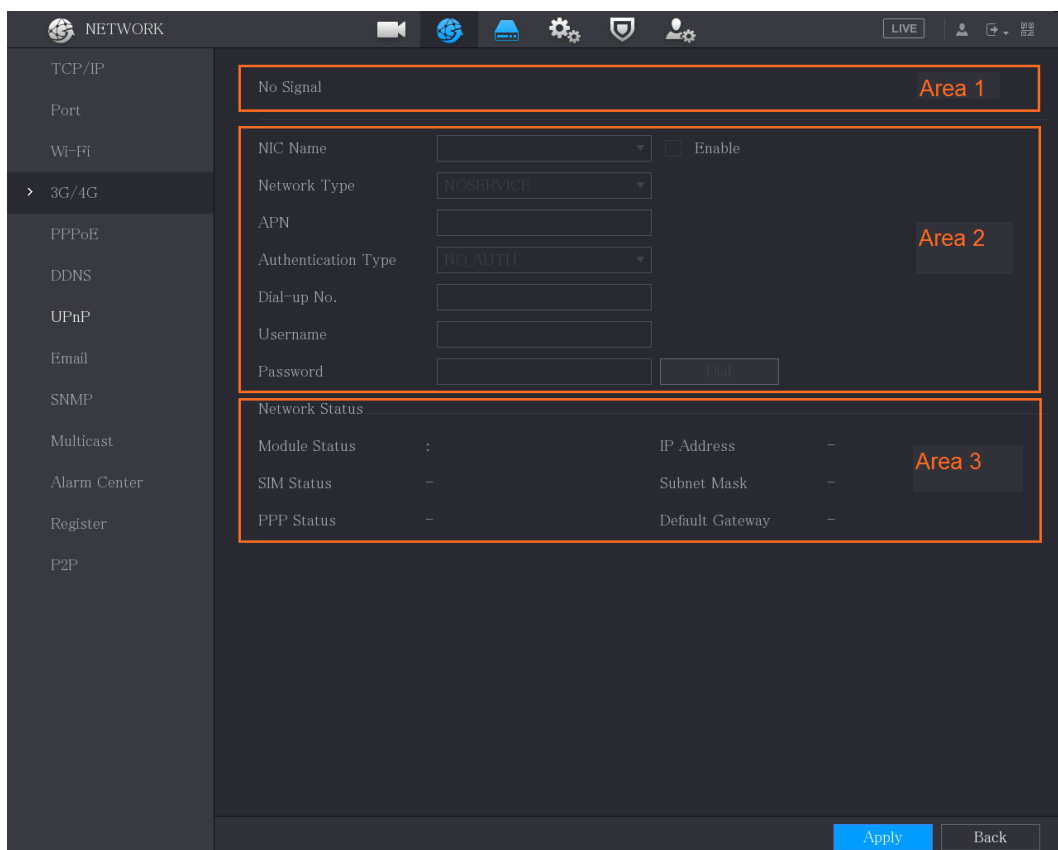 NETWORK
LIVE
TCP/IP
Port
Wi-Fi
3G/4G
PPPoE
DDNS
UPnP
Email
SNMP
Multicast
Alarm Center
Register
P2P
No Signal
Area 1
NIC Name Enable
Network Type NOSERVICE
APN
Area 2
Authentication Type NO_AUTH
Dial-up No.
Username
Password Dial
Network Status
Module Status : IP Address -
Area 3
SIM Status - Subnet Mask -
PPP Status - Default Gateway -
Apply Back